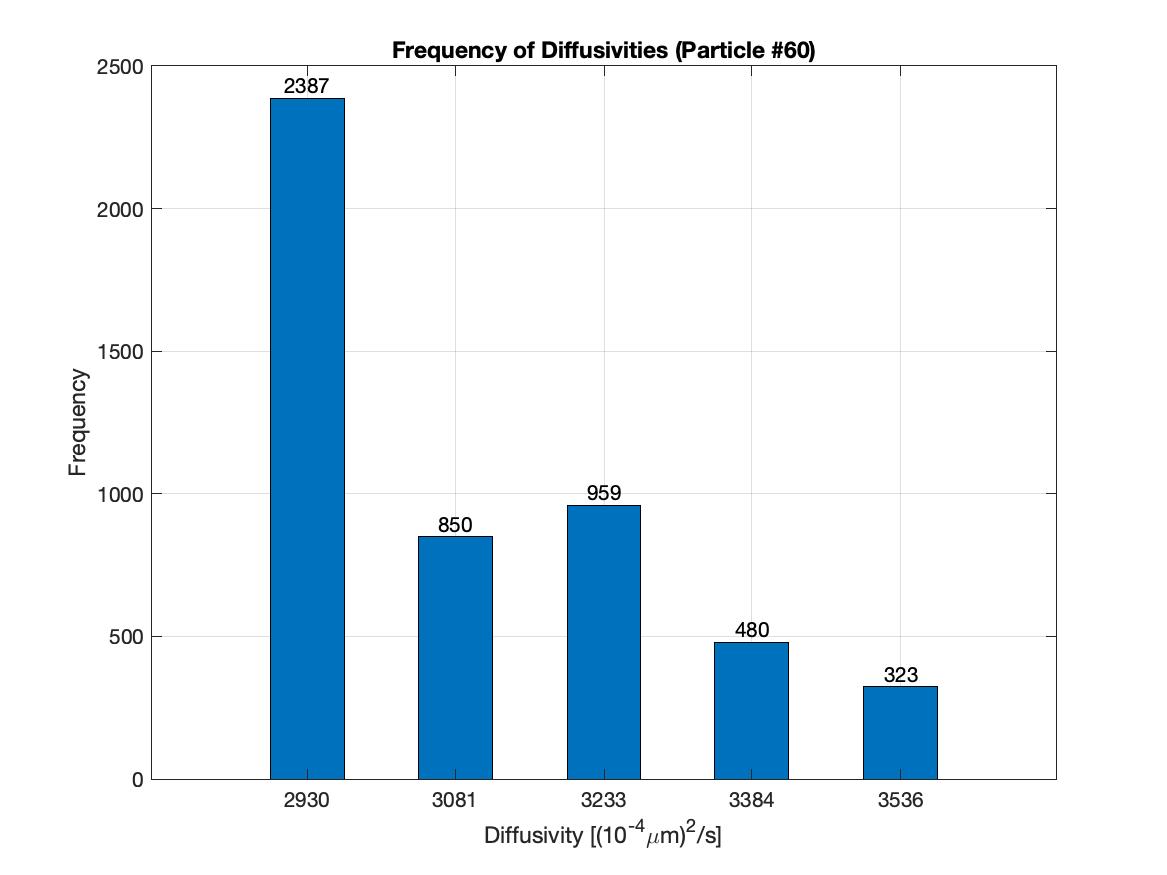 Frequency of Diffusivities (Particle #60)
2500
2000
1500
1000
500
0
Frequency
2387
850
959
480
323
2930 3081 3233 3384 3536
Diffusivity [(10⁻⁴μm)²/s]